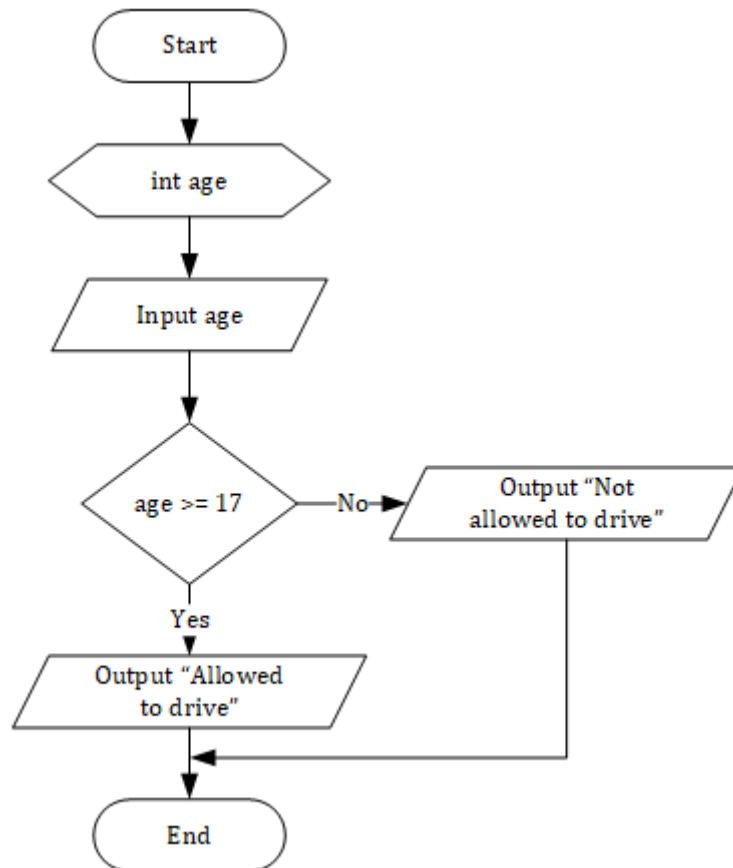 Start
int age
Input age
age >= 17
No
Output “Not
allowed to drive”
Yes
Output “Allowed
to drive”
End